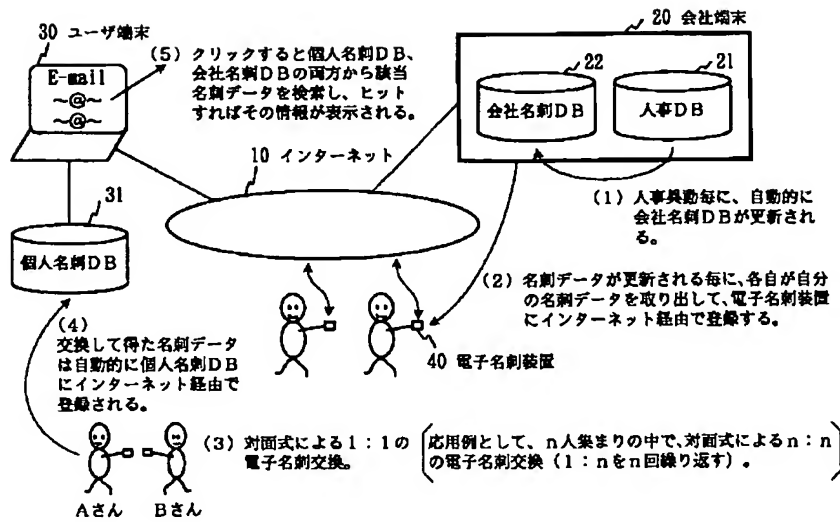 30 ユーザ端末
E-mail
～@～
～@～
(5) クリックすると個人名刺DB、
会社名刺DBの両方から該当
名刺データを検索し、ヒット
すればその情報が表示される。
20 会社端末
22
21
会社名刺DB
人事DB
10 インターネット
(1) 人事異動毎に、自動的に
会社名刺DBが更新され
る。
31
個人名刺DB
(2) 名刺データが更新される毎に、各自が自分
の名刺データを取り出して、電子名刺装置
にインターネット経由で登録する。
40 電子名刺装置
(4)
交換して得た名刺データ
は自動的に個人名刺DB
にインターネット経由で
登録される。
(3) 対面式による1:1の
電子名刺交換。
応用例として、n人集まりの中で、対面式によるn:n
の電子名刺交換(1:nをn回繰り返す)。
Aさん
Bさん